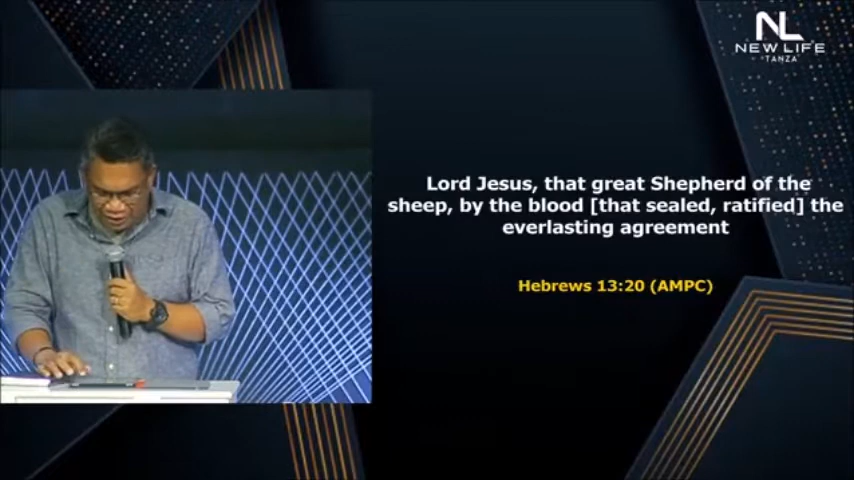 NL
NEW LIFE
TANZA
Lord Jesus, that great Shepherd of the
sheep, by the blood [that sealed, ratified] the
everlasting agreement
Hebrews 13:20 (AMPC)